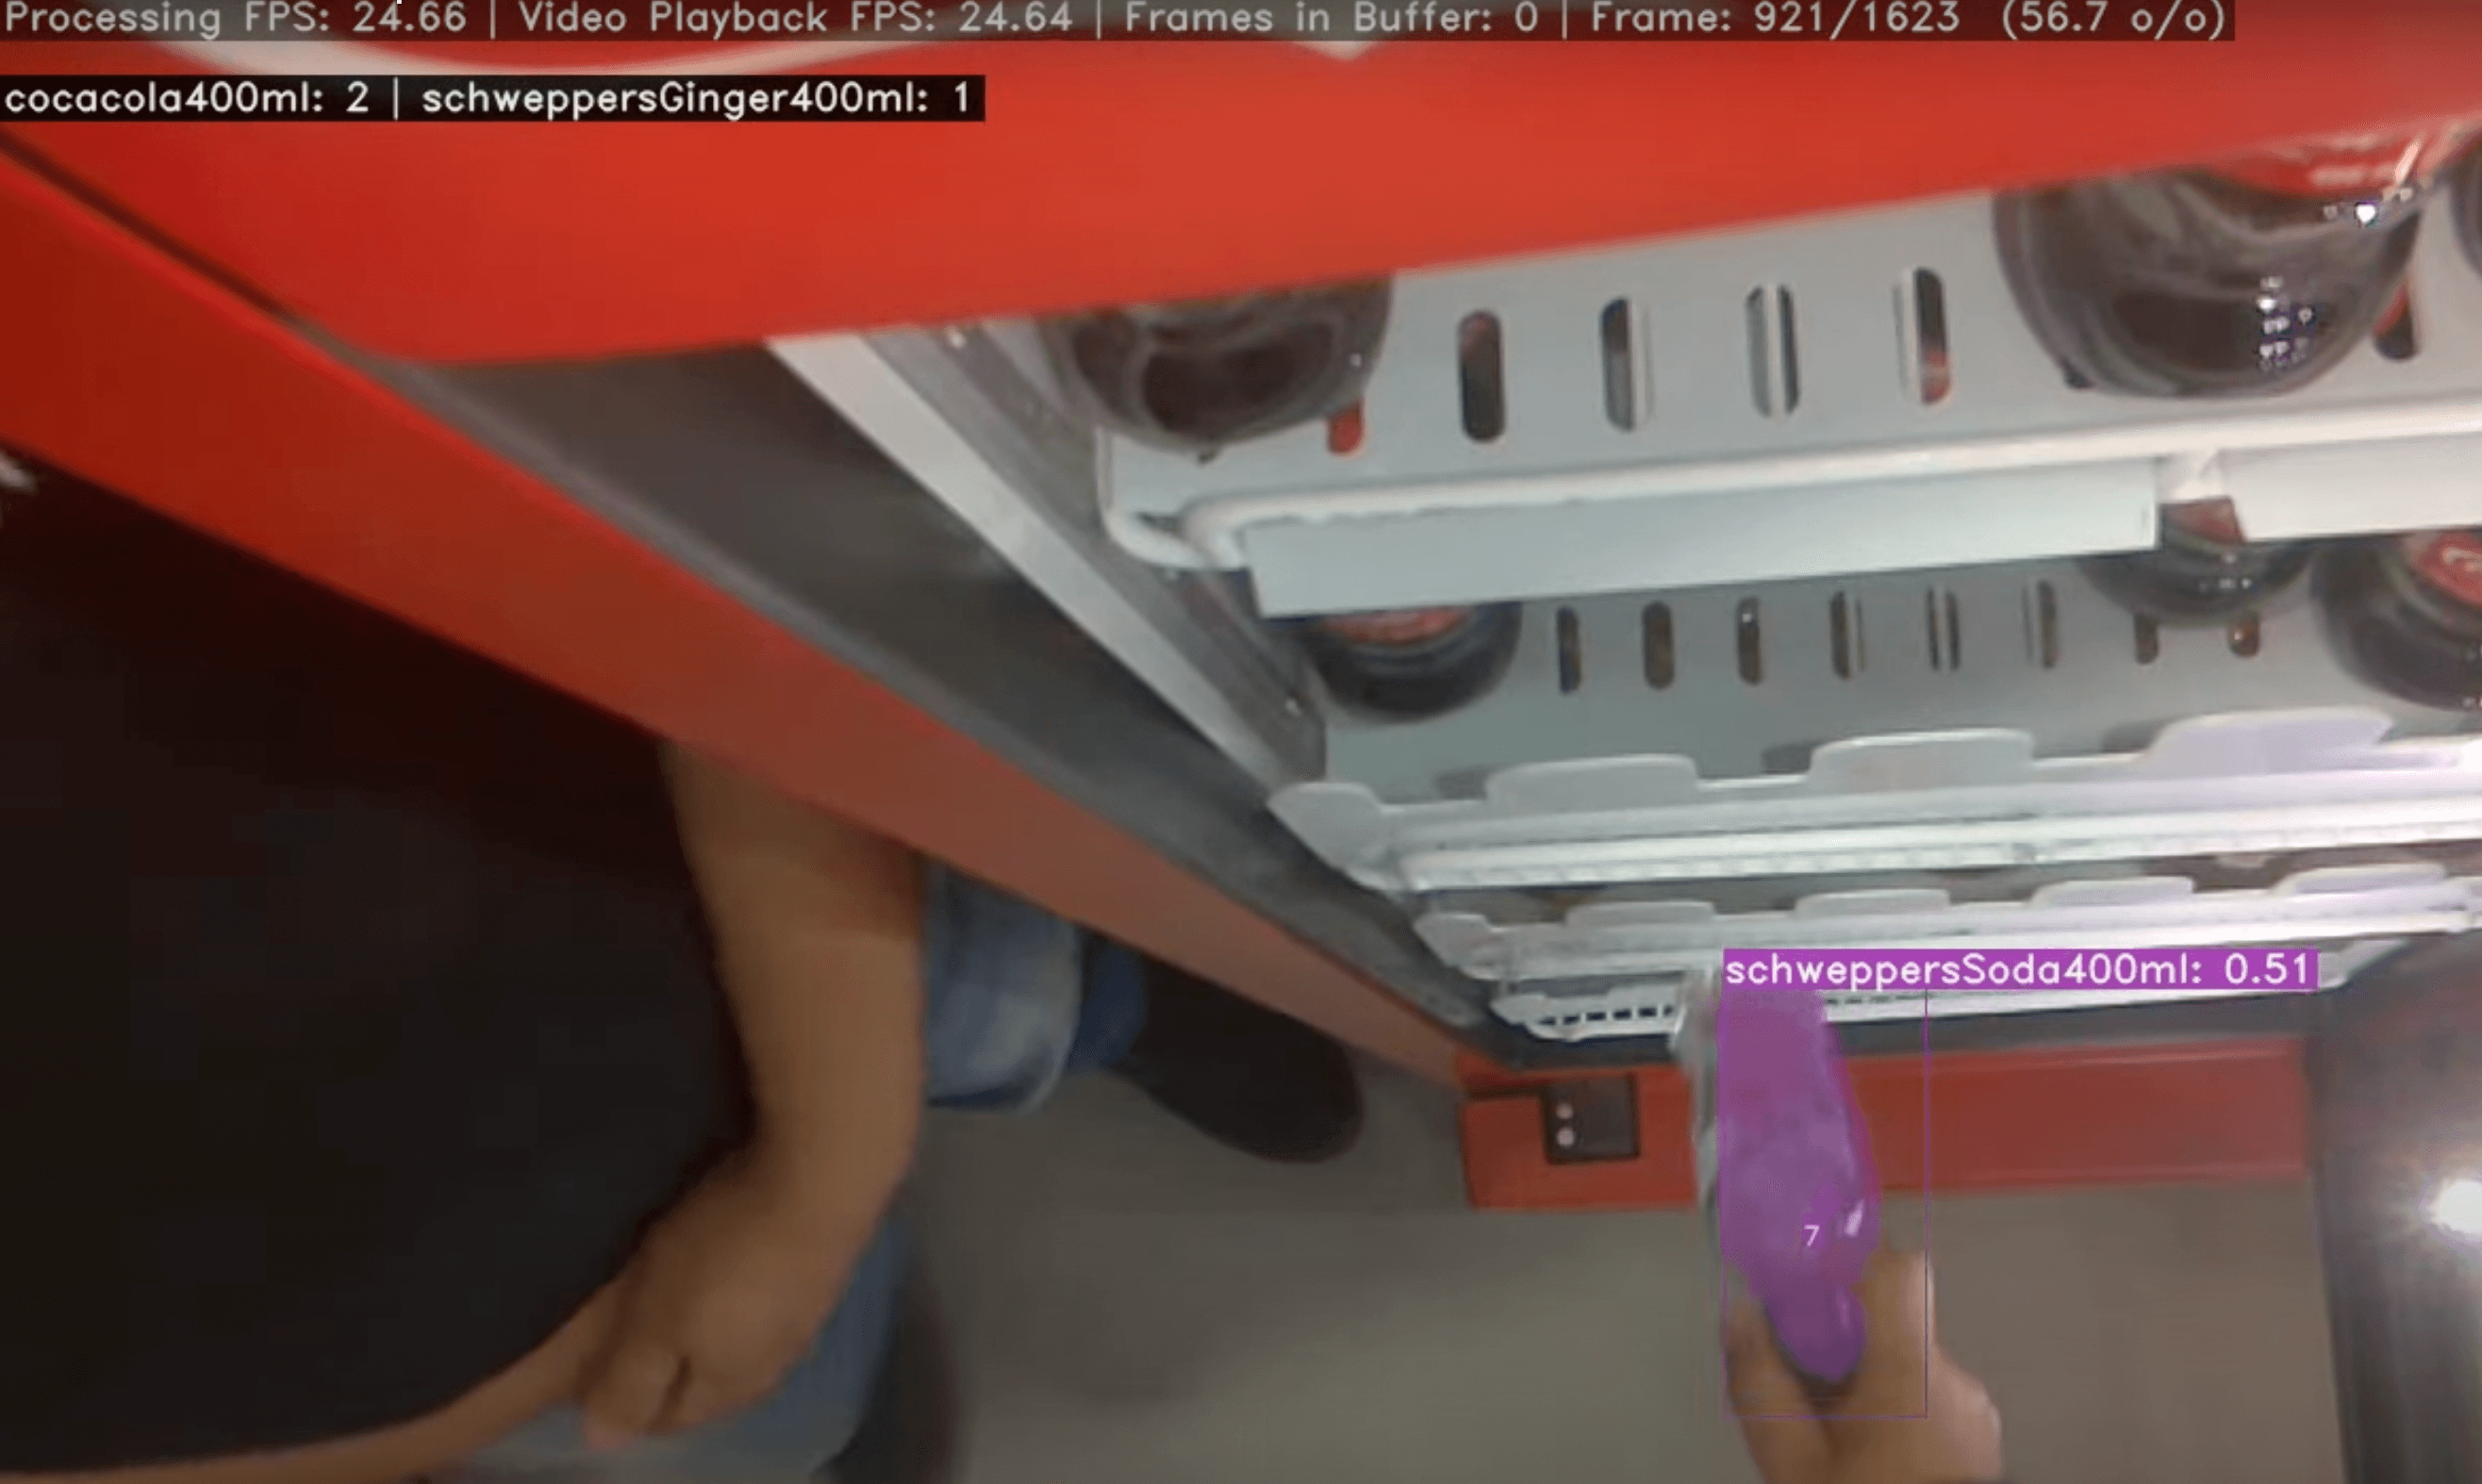 Processing FPS: 24.66 | Video Playback FPS: 24.64 | Frames in Buffer: 0 | Frame: 921/1623 (56.7 o/o)
cocacola400ml: 2 | schweppersGinger400ml: 1
schweppersSoda400ml: 0.51
7